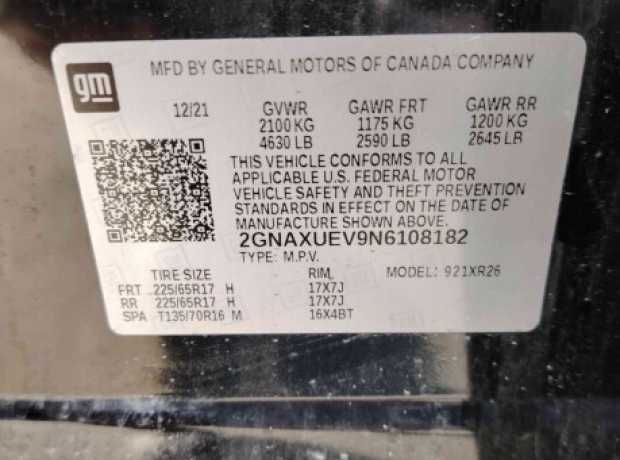 gm
MFD BY GENERAL MOTORS OF CANADA COMPANY
12/21 GVWR GAWR FRT GAWR RR
2100 KG 1175 KG 1200 KG
4630 LB 2590 LB 2645 LB
THIS VEHICLE CONFORMS TO ALL
APPLICABLE U.S. FEDERAL MOTOR
VEHICLE SAFETY AND THEFT PREVENTION
STANDARDS IN EFFECT ON THE DATE OF
MANUFACTURE SHOWN ABOVE.
2GNAXUEV9N6108182
TYPE: M.P.V.
TIRE SIZE RIM MODEL: 921XR26
FRT 225/65R17 H 17X7J
RR 225/65R17 H 17X7J
SPA T135/70R16 M 16X4BT